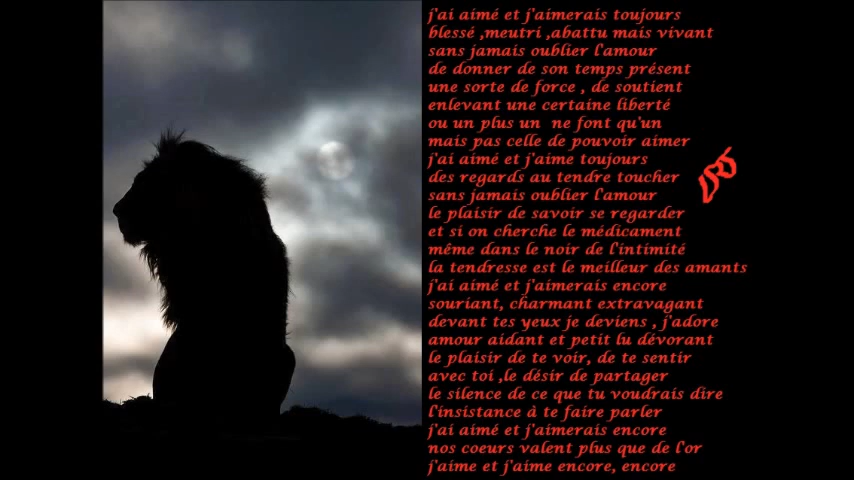 j'ai aimé et j'aimerais toujours
blessé ,meutri ,abattu mais vivant
sans jamais oublier l'amour
de donner de son temps présent
une sorte de force , de soutient
enlevant une certaine liberté
ou un plus un  ne font qu'un
mais pas celle de pouvoir aimer
j'ai aimé et j'aime toujours
des regards au tendre toucher
sans jamais oublier l'amour
le plaisir de savoir se regarder
et si on cherche le médicament
même dans le noir de l'intimité
la tendresse est le meilleur des amants
j'ai aimé et j'aimerais encore
souriant, charmant extravagant
devant tes yeux je deviens , j'adore
amour aidant et petit lu dévorant
le plaisir de te voir, de te sentir
avec toi ,le désir de partager
le silence de ce que tu voudrais dire
l'insistance à te faire parler
j'ai aimé et j'aimerais encore
nos coeurs valent plus que de l'or
j'aime et j'aime encore, encore